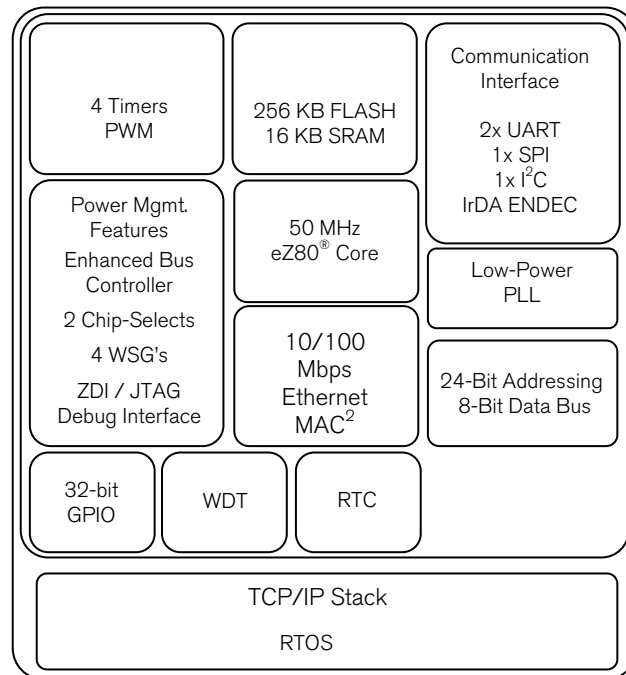 4 Timers
PWM
256 KB FLASH
16 KB SRAM
Communication
Interface
2x UART
1x SPI
1x I²C
IrDA ENDEC
Power Mgmt.
Features
Enhanced Bus
Controller
2 Chip-Selects
4 WSG's
ZDI / JTAG
Debug Interface
50 MHz
eZ80® Core
Low-Power
PLL
10/100
Mbps
Ethernet
MAC²
24-Bit Addressing
8-Bit Data Bus
32-bit
GPIO
WDT
RTC
TCP/IP Stack
RTOS